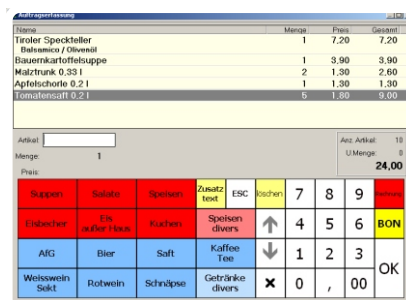 Auftragserfassung
Name Menge Preis Gesamt
Tiroler Speckteller 1 7,20 7,20
Balsamico / Olivenöl
Bauernkartoffelsuppe 1 3,90 3,90
Malztrunk 0,33 l 2 1,30 2,60
Apfelschorle 0,2 l 1 1,30 1,30
Tomatensaft 0,2 l 5 1,80 9,00
Artikel: Anz. Artikel: 10
Menge: 1 U.Menge: 0
Preis: 24,00
Suppen Salate Speisen Zusatz text ESC löschen 7 8 9
Eisbecher Eis außer Haus Kuchen Speisen divers 4 5 6 BON
AfG Bier Saft Kaffee Tee 1 2 3
Weisswein Sekt Rotwein Schnäpse Getränke divers 0 , 00 OK